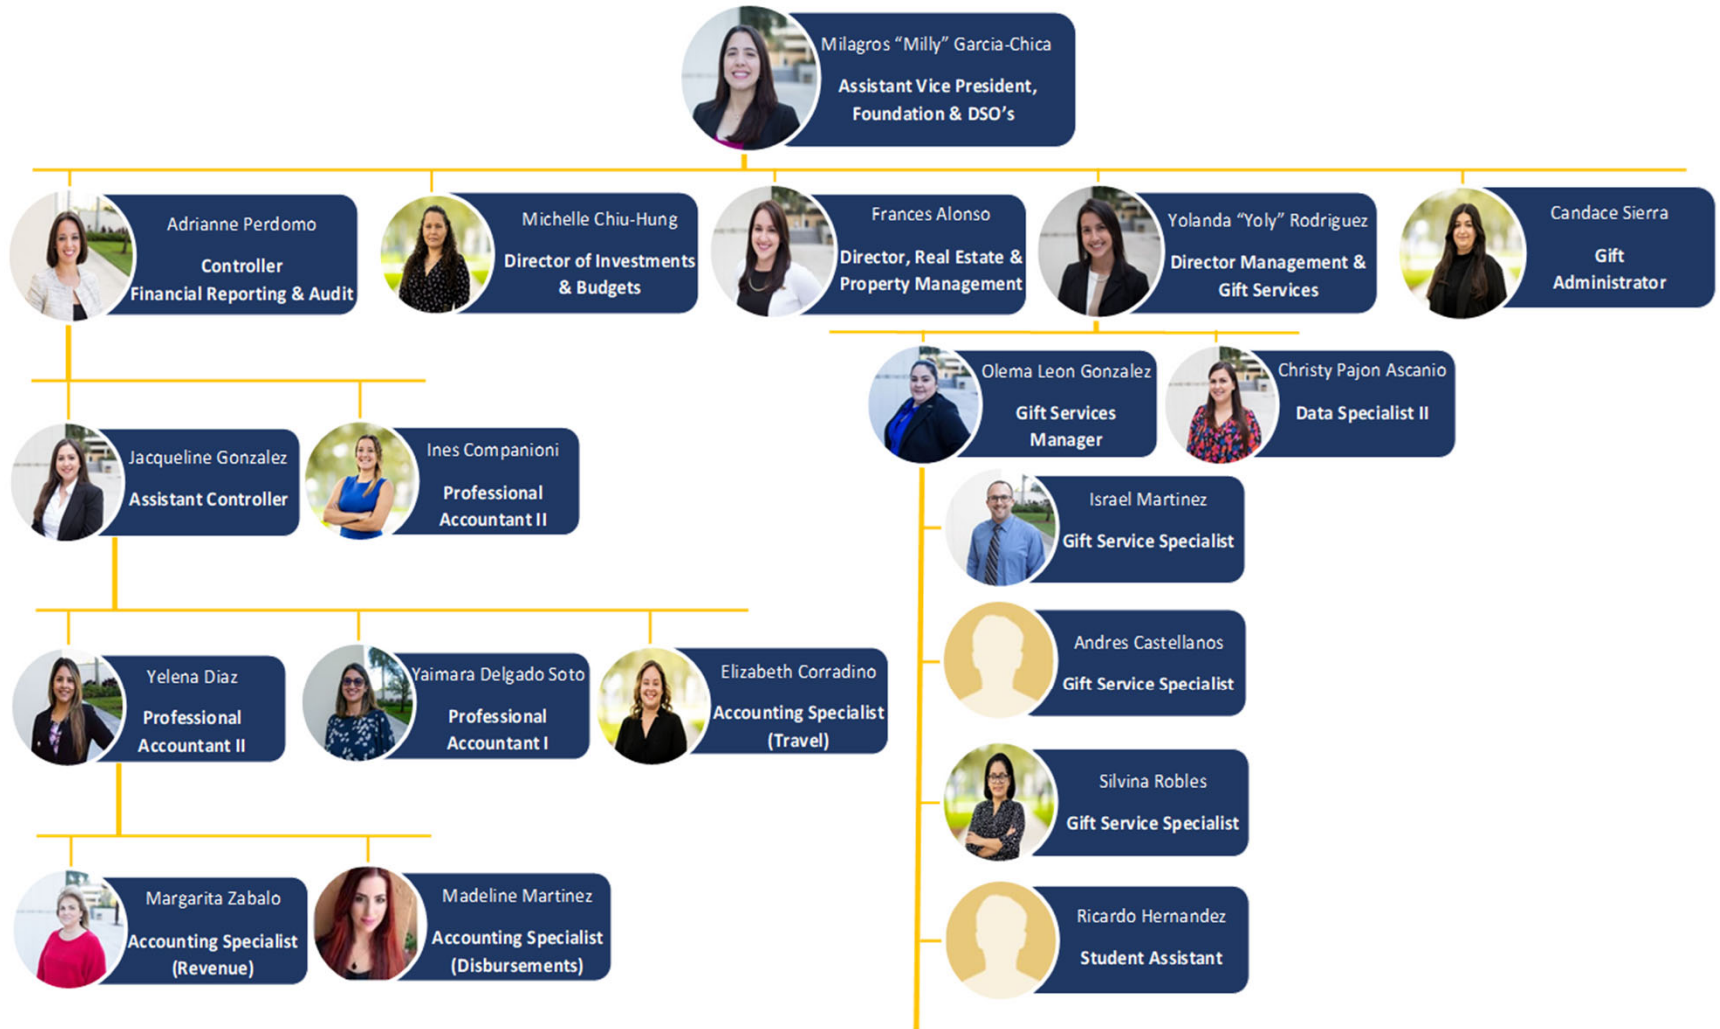 Milagros “Milly” Garcia-Chica
Assistant Vice President,
Foundation & DSO’s
Adrianne Perdomo
Controller
Financial Reporting & Audit
Michelle Chiu-Hung
Director of Investments
& Budgets
Frances Alonso
Director, Real Estate &
Property Management
Yolanda “Yoly” Rodriguez
Director Management &
Gift Services
Candace Sierra
Gift
Administrator
Olema Leon Gonzalez
Gift Services
Manager
Christy Pajon Ascanio
Data Specialist II
Jacqueline Gonzalez
Assistant Controller
Ines Companioni
Professional
Accountant II
Israel Martinez
Gift Service Specialist
Andres Castellanos
Gift Service Specialist
Yelena Diaz
Professional
Accountant II
Yaimara Delgado Soto
Professional
Accountant I
Elizabeth Corradino
Accounting Specialist
(Travel)
Silvina Robles
Gift Service Specialist
Margarita Zabalo
Accounting Specialist
(Revenue)
Madeline Martinez
Accounting Specialist
(Disbursements)
Ricardo Hernandez
Student Assistant